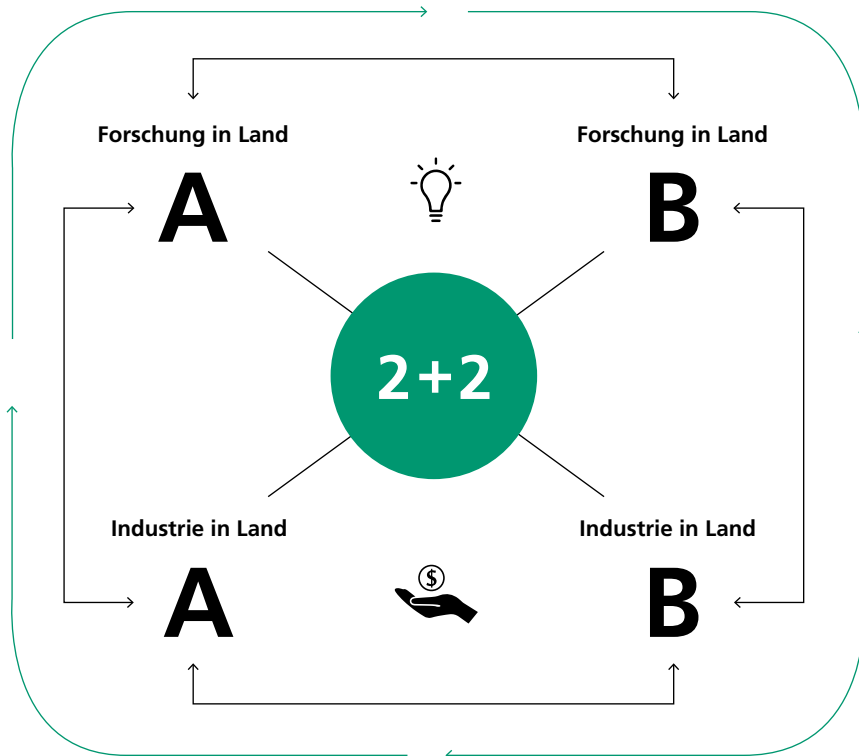 Forschung in Land
A
Forschung in Land
B
2+2
Industrie in Land
A
$
Industrie in Land
B